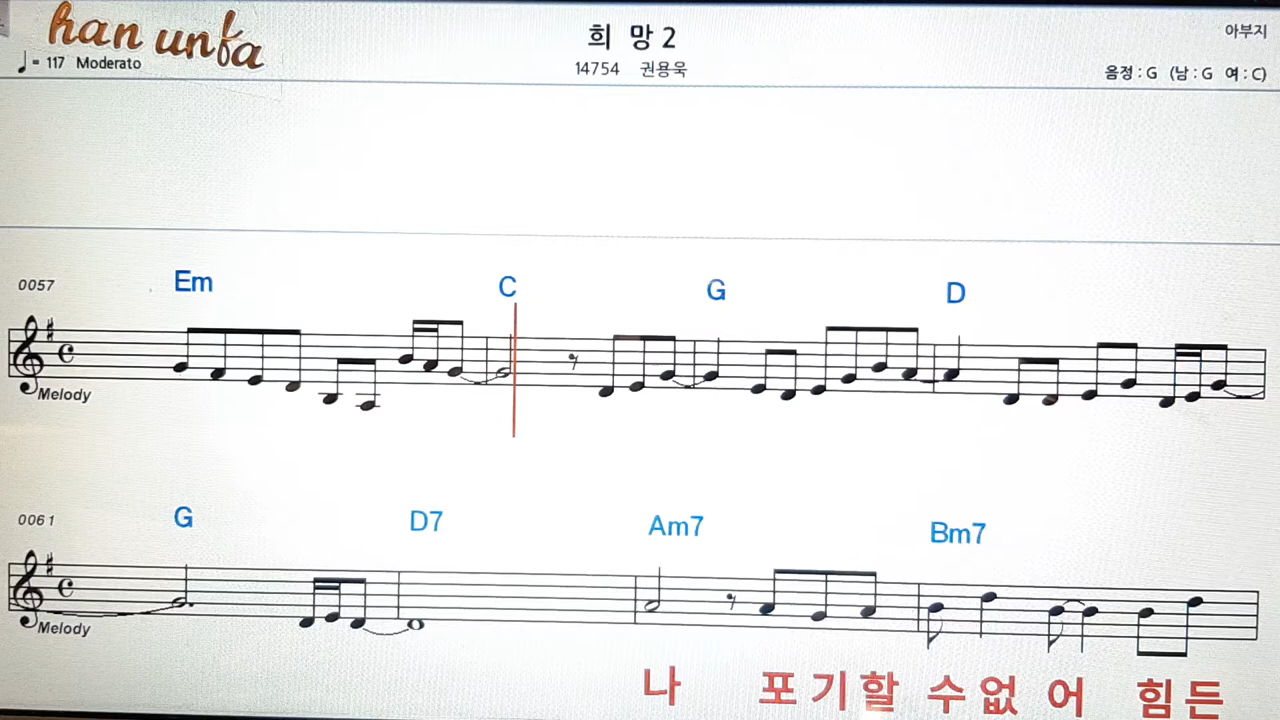 han unfa
♩= 117 Moderato
희 망 2
14754 권용욱
아부지
음정 : G (남 : G 여 : C)
0057 Em C G D
Melody
0061 G D7 Am7 Bm7
Melody
나 포기할 수없 어 힘든